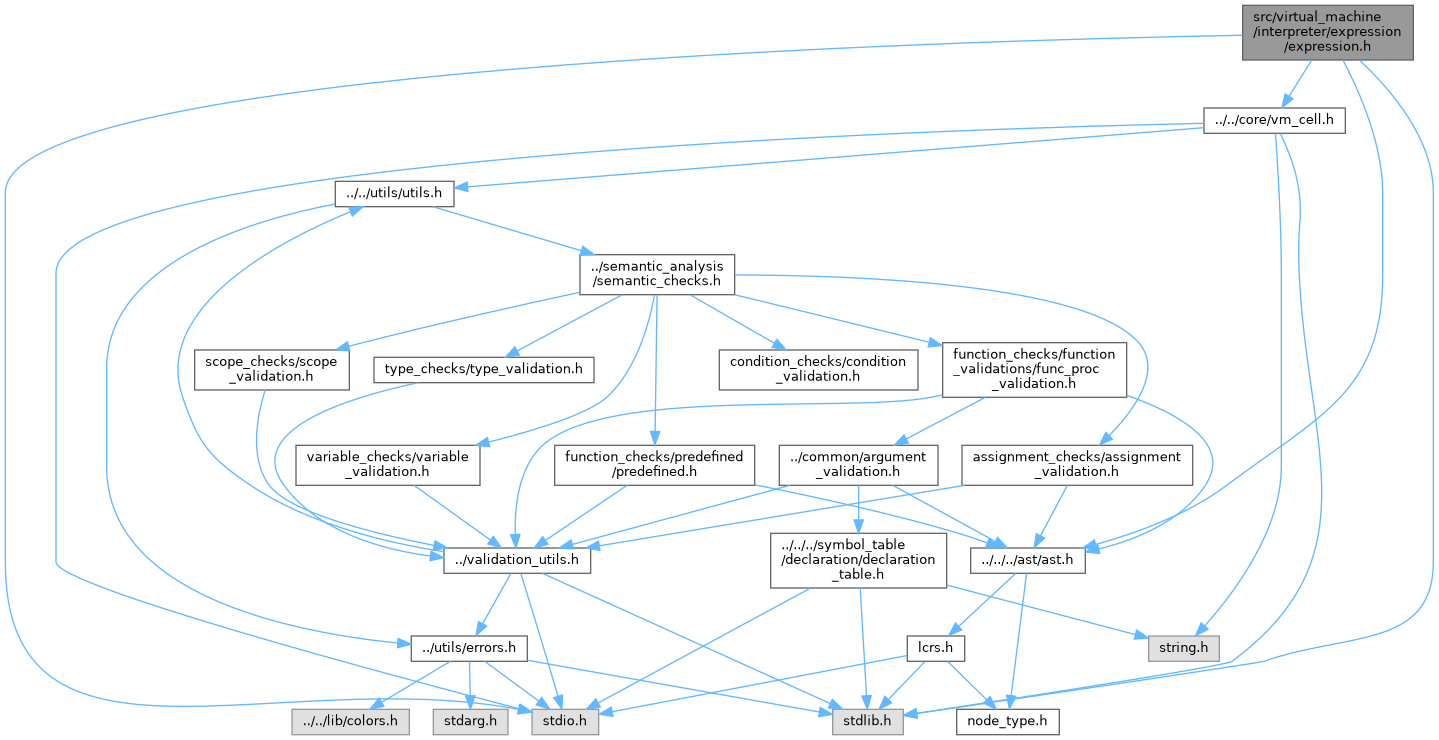 src/virtual_machine
/interpreter/expression
/expression.h
../../core/vm_cell.h
../../utils/utils.h
../semantic_analysis
/semantic_checks.h
scope_checks/scope
_validation.h
type_checks/type_validation.h
condition_checks/condition
_validation.h
function_checks/function
_validations/func_proc
_validation.h
variable_checks/variable
_validation.h
function_checks/predefined
/predefined.h
../common/argument
_validation.h
assignment_checks/assignment
_validation.h
../validation_utils.h
../../../symbol_table
/declaration/declaration
_table.h
../../../ast/ast.h
../utils/errors.h
lcrs.h
string.h
../../lib/colors.h
stdarg.h
stdio.h
stdlib.h
node_type.h